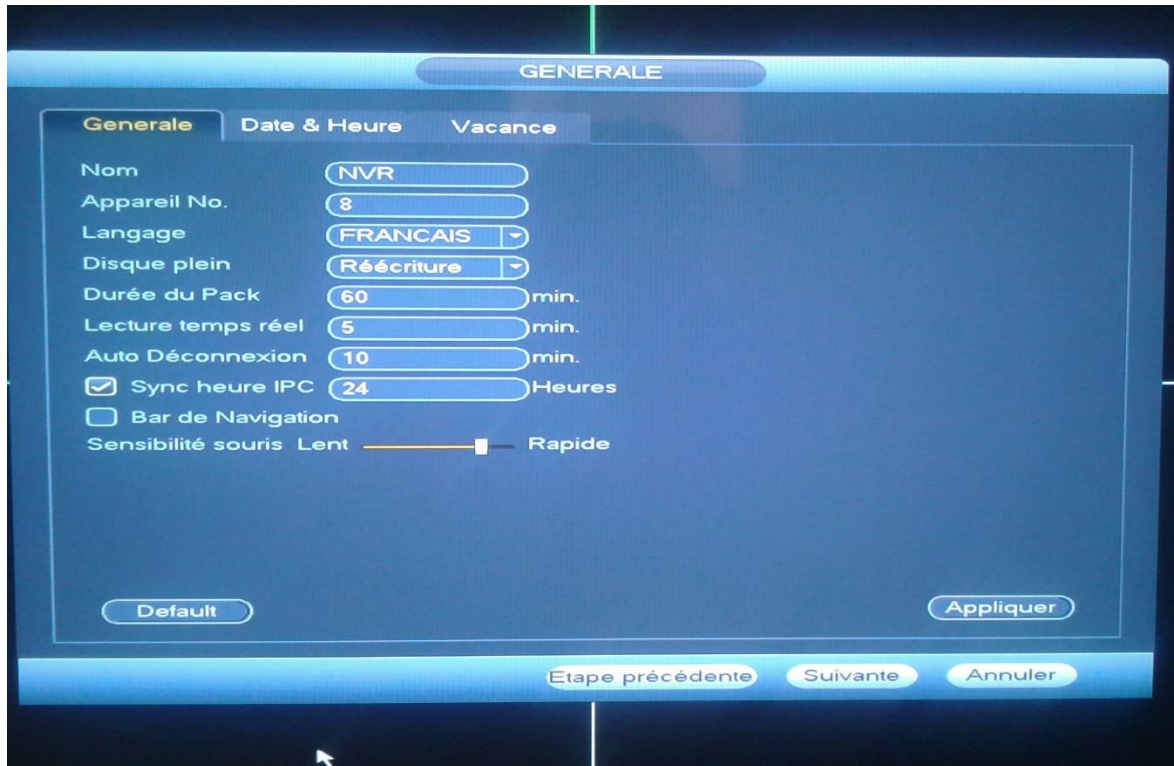 GENERALE
Generale Date & Heure Vacance
Nom NVR
Appareil No. 8
Langage FRANCAIS
Disque plein Réécriture
Durée du Pack 60 min.
Lecture temps réel 5 min.
Auto Déconnexion 10 min.
Sync heure IPC 24 Heures
Bar de Navigation
Sensibilité souris Lent Rapide
Default Appliquer
Etape précédente Suivante Annuler